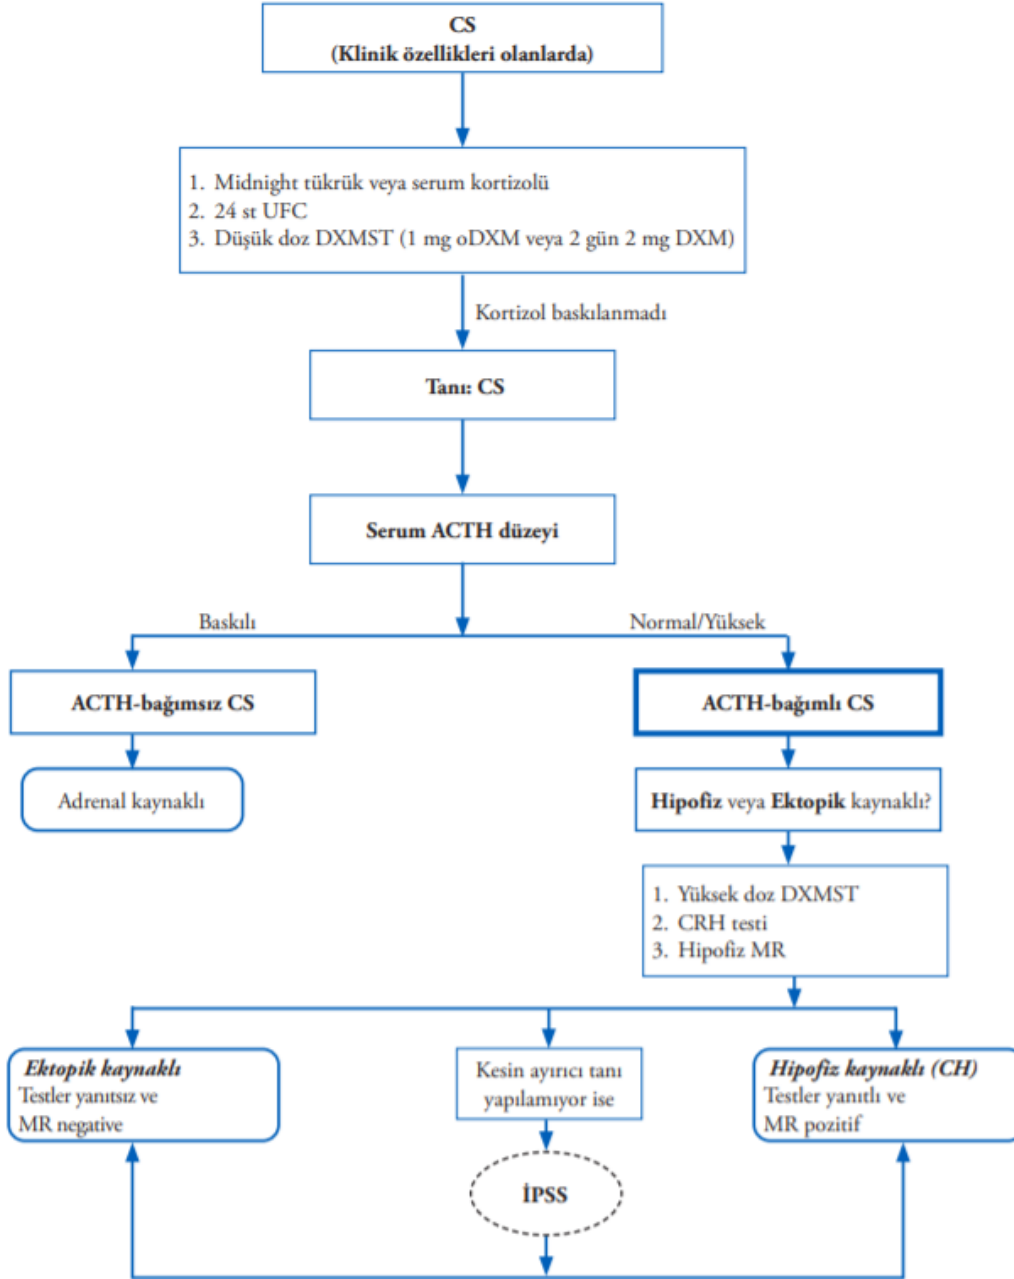 CS
(Klinik özellikleri olanlarda)
1. Midnight tükrük veya serum kortizolü
2. 24 st UFC
3. Düşük doz DXMST (1 mg oDXM veya 2 gün 2 mg DXM)
Kortizol baskılanmadı
Tanı: CS
Serum ACTH düzeyi
Baskılı
Normal/Yüksek
ACTH-bağımsız CS
ACTH-bağımlı CS
Adrenal kaynaklı
Hipofiz veya Ektopik kaynaklı?
1. Yüksek doz DXMST
2. CRH testi
3. Hipofiz MR
Ektopik kaynaklı
Testler yanıtsız ve
MR negative
Kesin ayırıcı tanı
yapılamıyor ise
Hipofiz kaynaklı (CH)
Testler yanıtlı ve
MR pozitif
İPSS